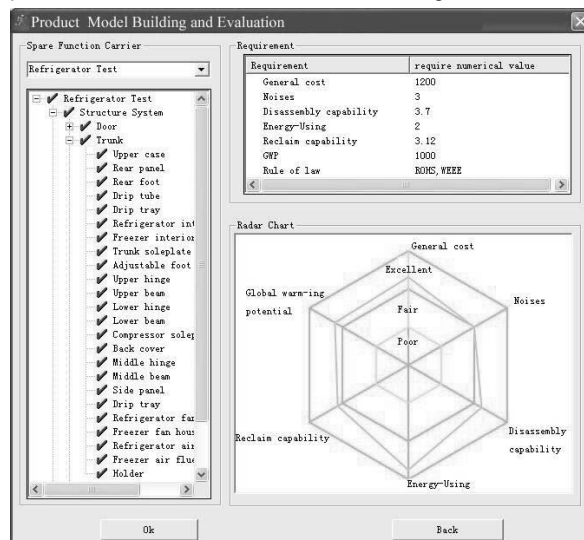 Product Model Building and Evaluation
Spare Function Carrier
Refrigerator Test
Refrigerator Test
Structure System
Door
Trunk
Upper case
Rear panel
Rear foot
Drip tube
Drip tray
Refrigerator int
Freezer interior
Trunk soleplate
Adjustable foot
Upper hinge
Upper beam
Lower hinge
Lower beam
Compressor solep
Back cover
Middle hinge
Middle beam
Side panel
Drip tray
Refrigerator fan
Freezer fan hous
Refrigerator air
Freezer air flue
Holder
Requirement
Requirement require numerical value
General cost 1200
Noises 3
Disassembly capability 3.7
Energy-Using 2
Reclaim capability 3.12
GWP 1000
Rule of law ROHS,WEEE
Radar Chart
General cost
Excellent
Global warm-ing
potential
Noises
Fair
Poor
Reclaim capability
Disassembly
capability
Energy-Using
Ok Back